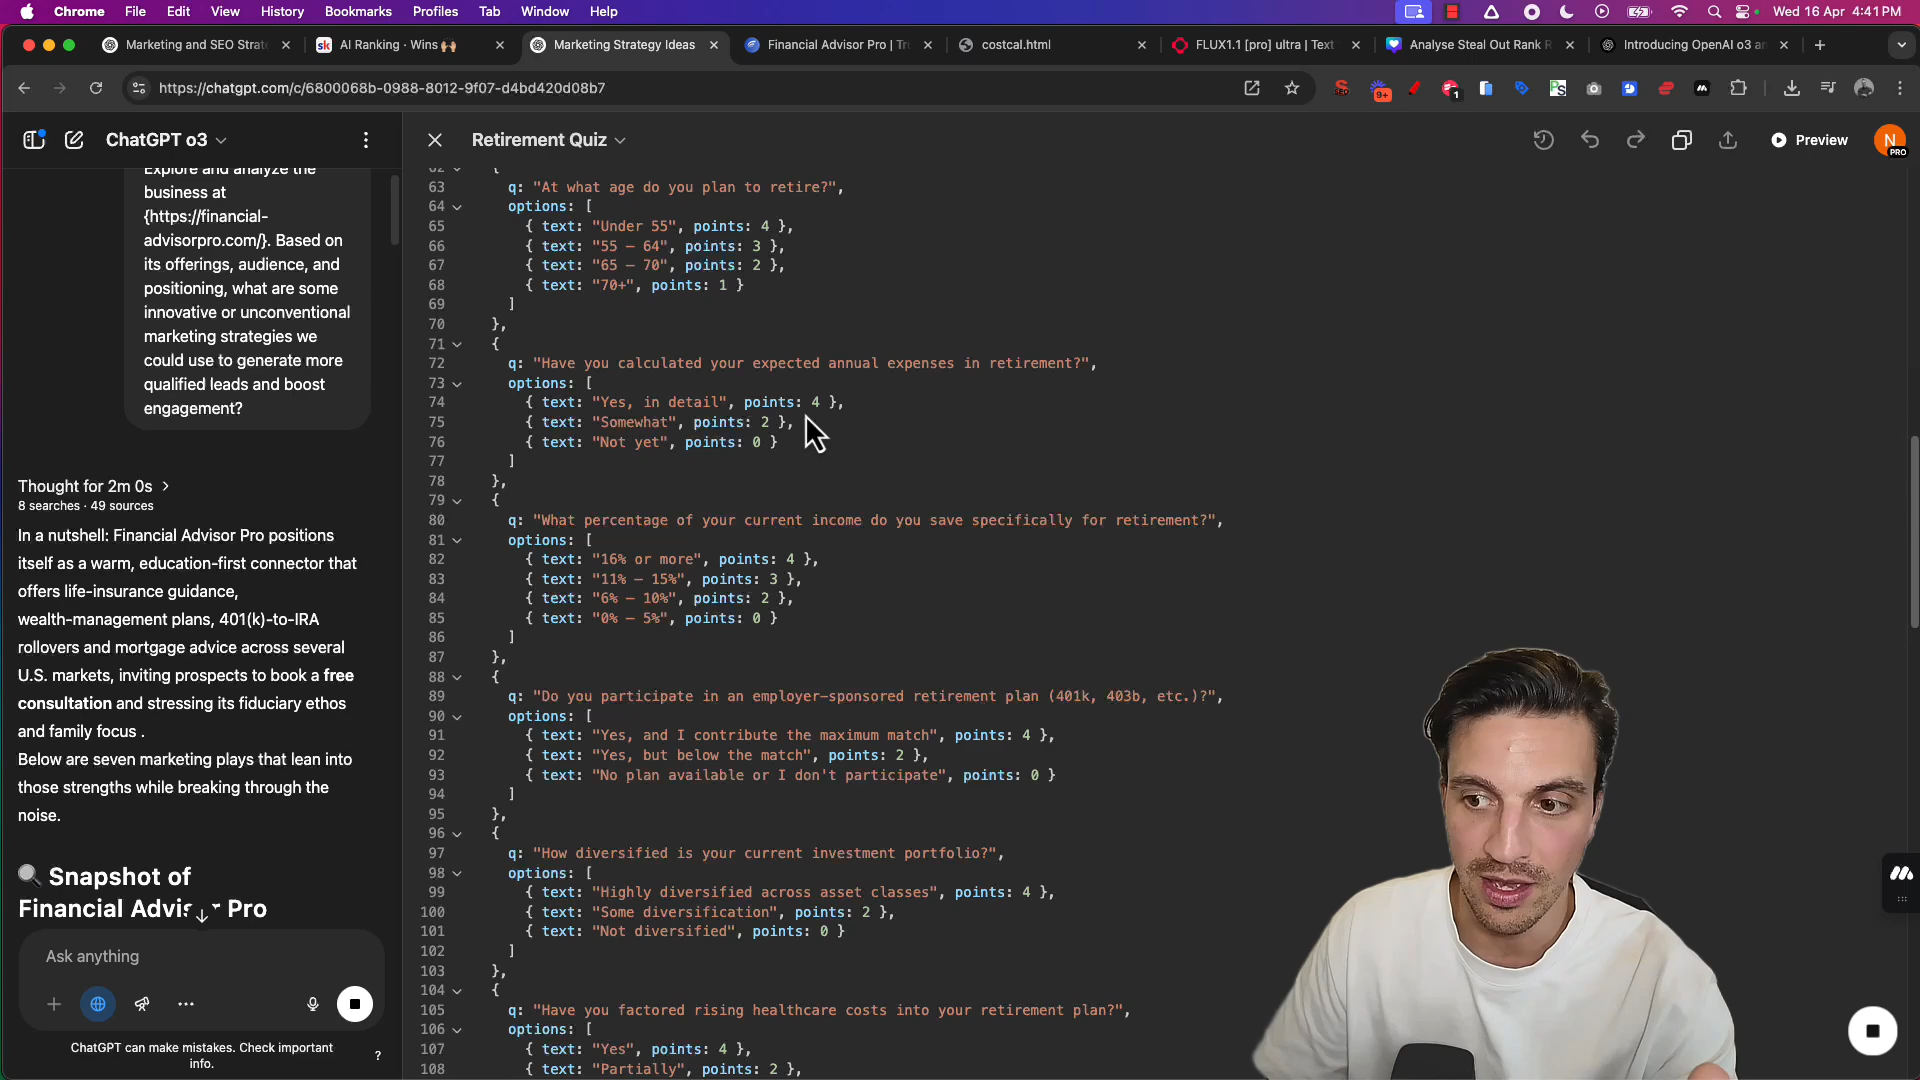 Chrome File Edit View History Bookmarks Profiles Tab Window Help
Wed 16 Apr 4:41 PM
Marketing and SEO Strat
AI Ranking · Wins🙌🏼
Marketing Strategy Ideas
Financial Advisor Pro | Tr
costcal.html
FLUX1.1 [pro] ultra | Text
Analyse Steal Out Rank R
Introducing OpenAI o3 a
https://chatgpt.com/c/6800068b-0988-8012-9f07-d4bd420d08b7
9+
1
ChatGPT o3
Explore and analyze the
business at
{https://financial-
advisorpro.com/}. Based on
its offerings, audience, and
positioning, what are some
innovative or unconventional
marketing strategies we
could use to generate more
qualified leads and boost
engagement?
Thought for 2m 0s >
8 searches · 49 sources
In a nutshell: Financial Advisor Pro positions
itself as a warm, education-first connector that
offers life-insurance guidance,
wealth-management plans, 401(k)-to-IRA
rollovers and mortgage advice across several
U.S. markets, inviting prospects to book a free
consultation and stressing its fiduciary ethos
and family focus .
Below are seven marketing plays that lean into
those strengths while breaking through the
noise.
🔍 Snapshot of
Financial Advis r Pro
Ask anything
ChatGPT can make mistakes. Check important
info.
?
Retirement Quiz
Preview
N
PRO
62 {
63 q: "At what age do you plan to retire?",
64 options: [
65 { text: "Under 55", points: 4 },
66 { text: "55 – 64", points: 3 },
67 { text: "65 – 70", points: 2 },
68 { text: "70+", points: 1 }
69 ]
70 },
71 {
72 q: "Have you calculated your expected annual expenses in retirement?",
73 options: [
74 { text: "Yes, in detail", points: 4 },
75 { text: "Somewhat", points: 2 },
76 { text: "Not yet", points: 0 }
77 ]
78 },
79 {
80 q: "What percentage of your current income do you save specifically for retirement?",
81 options: [
82 { text: "16% or more", points: 4 },
83 { text: "11% – 15%", points: 3 },
84 { text: "6% – 10%", points: 2 },
85 { text: "0% – 5%", points: 0 }
86 ]
87 },
88 {
89 q: "Do you participate in an employer-sponsored retirement plan (401k, 403b, etc.)?",
90 options: [
91 { text: "Yes, and I contribute the maximum match", points: 4 },
92 { text: "Yes, but below the match", points: 2 },
93 { text: "No plan available or I don't participate", points: 0 }
94 ]
95 },
96 {
97 q: "How diversified is your current investment portfolio?",
98 options: [
99 { text: "Highly diversified across asset classes", points: 4 },
100 { text: "Some diversification", points: 2 },
101 { text: "Not diversified", points: 0 }
102 ]
103 },
104 {
105 q: "Have you factored rising healthcare costs into your retirement plan?",
106 options: [
107 { text: "Yes", points: 4 },
108 { text: "Partially", points: 2 },